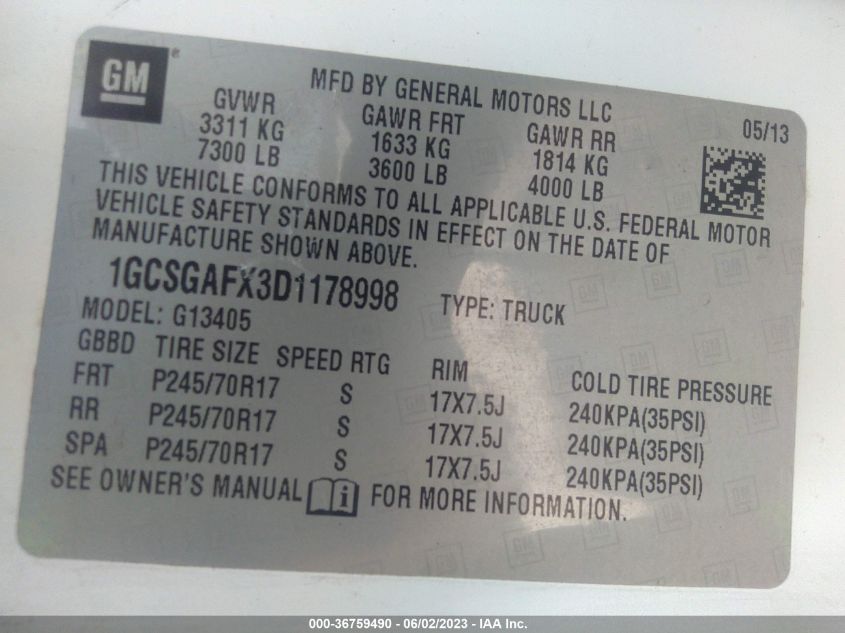 GM
MFD BY GENERAL MOTORS LLC
05/13
GVWR GAWR FRT GAWR RR
3311 KG 1633 KG 1814 KG
7300 LB 3600 LB 4000 LB
THIS VEHICLE CONFORMS TO ALL APPLICABLE U.S. FEDERAL MOTOR
VEHICLE SAFETY STANDARDS IN EFFECT ON THE DATE OF
MANUFACTURE SHOWN ABOVE.
1GCSGAFX3D1178998 TYPE: TRUCK
MODEL: G13405
GBBD TIRE SIZE SPEED RTG RIM COLD TIRE PRESSURE
FRT P245/70R17 S 17X7.5J 240KPA(35PSI)
RR P245/70R17 S 17X7.5J 240KPA(35PSI)
SPA P245/70R17 S 17X7.5J 240KPA(35PSI)
SEE OWNER'S MANUAL i FOR MORE INFORMATION.
000-36759490 - 06/02/2023 - IAA Inc.